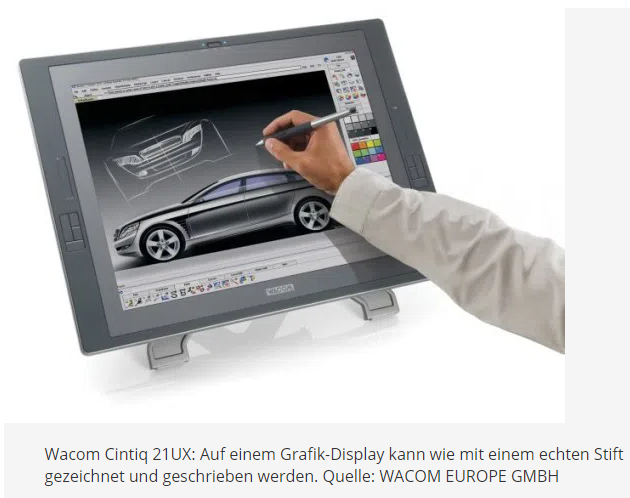 WACOM
Wacom Cintiq 21UX: Auf einem Grafik-Display kann wie mit einem echten Stift
gezeichnet und geschrieben werden. Quelle: WACOM EUROPE GMBH